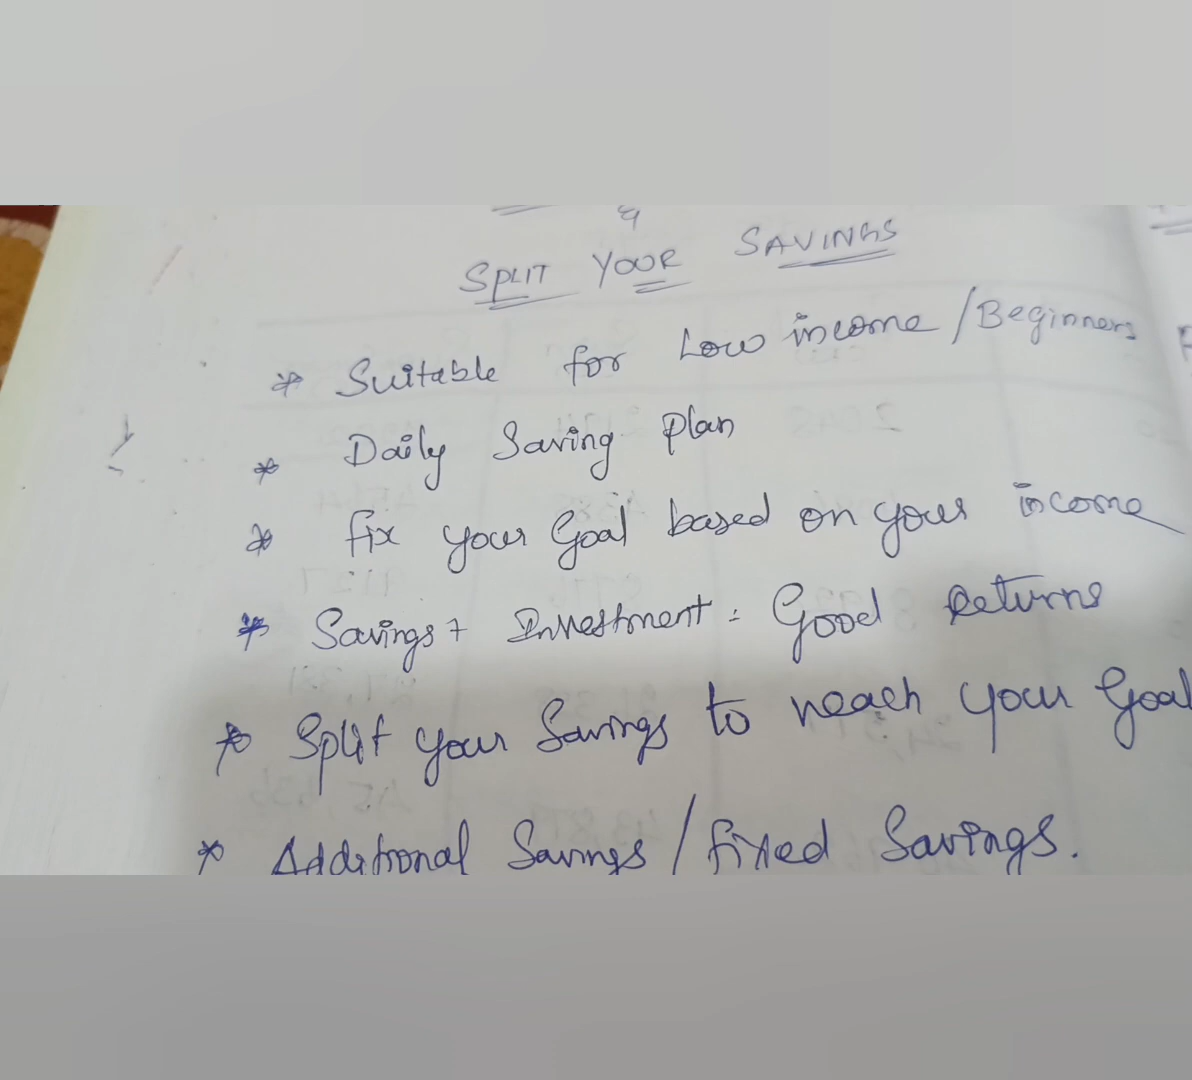 &
SPLIT YOUR SAVINGS
* Suitable for Low income / Beginners
* Daily Saving plan
* fix your Goal based on your income
* Savings + Investment = Good Returns
* Split your Savings to reach your Goal
* Additional Savings / fixed Savings.